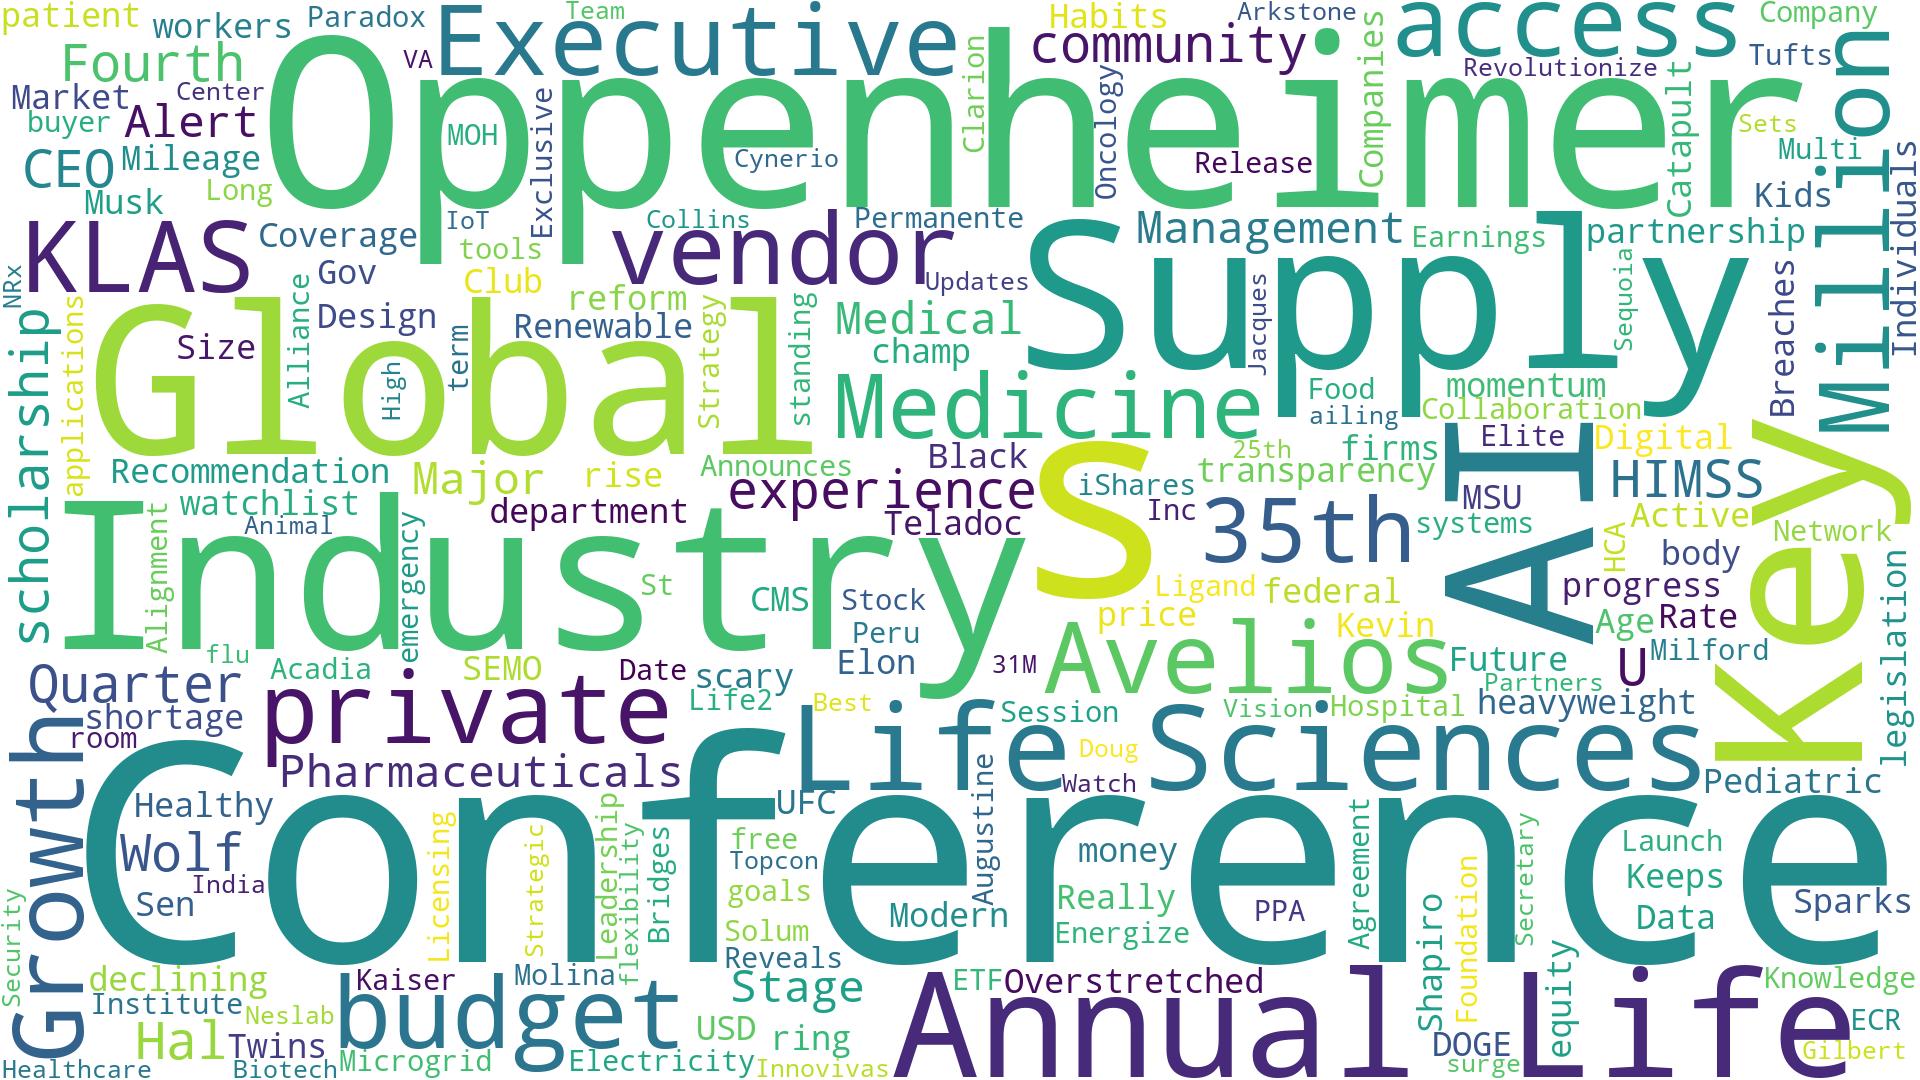 patient
workers
Paradox
Team
Executive
Habits
Arkstone
access
Company
Fourth
VA
Oppenheimer
community
Revolutionize
Tufts
Million
Market
Center
buyer
Alert
MOH
Exclusive
Clarion
Oncology
Companies
Catapult
Sets
CEO
Mileage
Cynerio
Release
Multi
Musk
Long
Kids
Individuals
KLAS
Coverage
IoT
Collins
Permanente
Management
Earnings
partnership
NRx
Gov
tools
vendor
Club
Updates
Supply
Sequoia
Breaches
scholarship
applications
Global
Alliance
Design
reform
Renewable
Strategy
standing
Medical
Jacques
Size
High
term
champ
Medicine
Food
momentum
ailing
Collaboration
AI
Elite
Digital
Key
Recommendation
Major
rise
Announces
Black
25th
firms
transparency
HIMSS
watchlist
department
experience
S
iShares
MSU
Animal
Teladoc
Inc
35th
systems
Active
Network
Industry
Alignment
emergency
HCA
body
legislation
St
CMS
Stock
Ligand
federal
progress
Peru
price
Kevin
Age
Rate
flu
Acadia
SEMO
Date
scary
Elon
31M
Avelios
Future
U
Milford
Quarter
private
Life2
Best
Session
Vision
Hospital
Partners
heavyweight
Growth
shortage
room
Life Sciences
Doug
Pharmaceuticals
Watch
Pediatric
Conference
Healthy
UFC
Augustine
Wolf
Licensing
Strategic
Leadership
flexibility
Bridges
free
Topcon
money
Agreement
Secretary
Launch
India
goals
Really
Foundation
Keeps
Sen
Modern
PPA
Shapiro
Data
Sparks
Security
Solum
Energize
equity
declining
Kaiser
Molina
Reveals
ETF
Overstretched
Knowledge
Institute
budget
Stage
Annual Life
Neslab
Hal
Twins
USD
ring
DOGE
ECR
Healthcare
Biotech
Microgrid
Electricity
Innovivas
surge
Gilbert